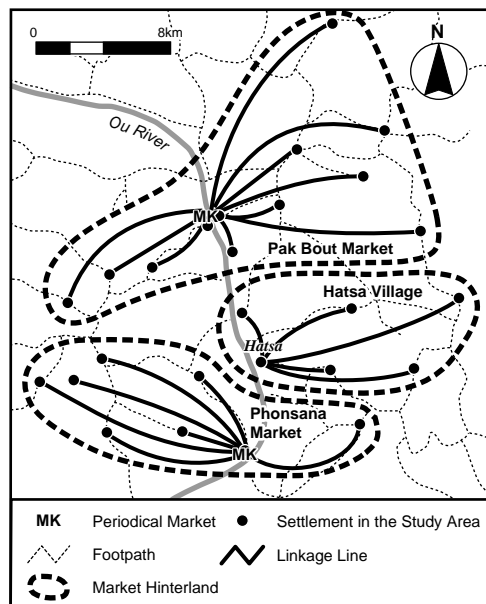 0 8km
N
Ou River
MK
Pak Bout Market
Hatsa Village
Hatsa
Phonsana
Market
MK
MK Periodical Market
Settlement in the Study Area
Footpath
Linkage Line
Market Hinterland